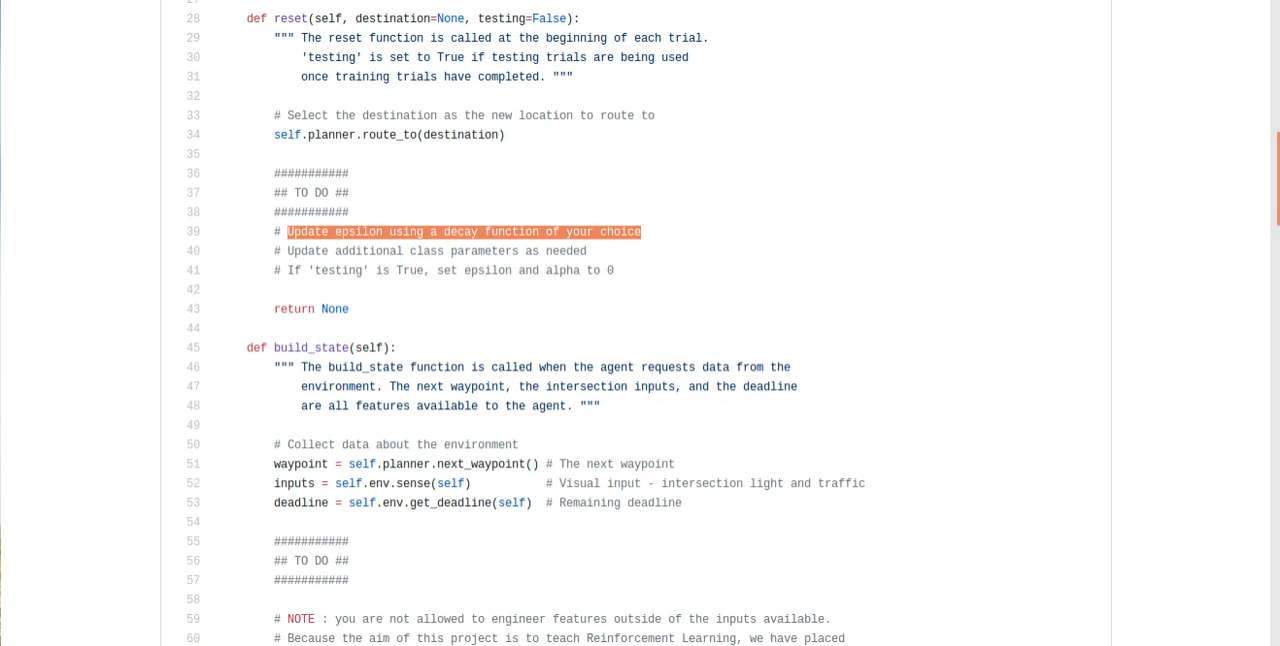 28 def reset(self, destination=None, testing=False):
29 """ The reset function is called at the beginning of each trial.
30 'testing' is set to True if testing trials are being used
31 once training trials have completed. """
32
33 # Select the destination as the new location to route to
34 self.planner.route_to(destination)
35
36 ###########
37 ## TO DO ##
38 ###########
39 # Update epsilon using a decay function of your choice
40 # Update additional class parameters as needed
41 # If 'testing' is True, set epsilon and alpha to 0
42
43 return None
44
45 def build_state(self):
46 """ The build_state function is called when the agent requests data from the
47 environment. The next waypoint, the intersection inputs, and the deadline
48 are all features available to the agent. """
49
50 # Collect data about the environment
51 waypoint = self.planner.next_waypoint() # The next waypoint
52 inputs = self.env.sense(self) # Visual input - intersection light and traffic
53 deadline = self.env.get_deadline(self) # Remaining deadline
54
55 ###########
56 ## TO DO ##
57 ###########
58
59 # NOTE : you are not allowed to engineer features outside of the inputs available.
60 # Because the aim of this project is to teach Reinforcement Learning, we have placed